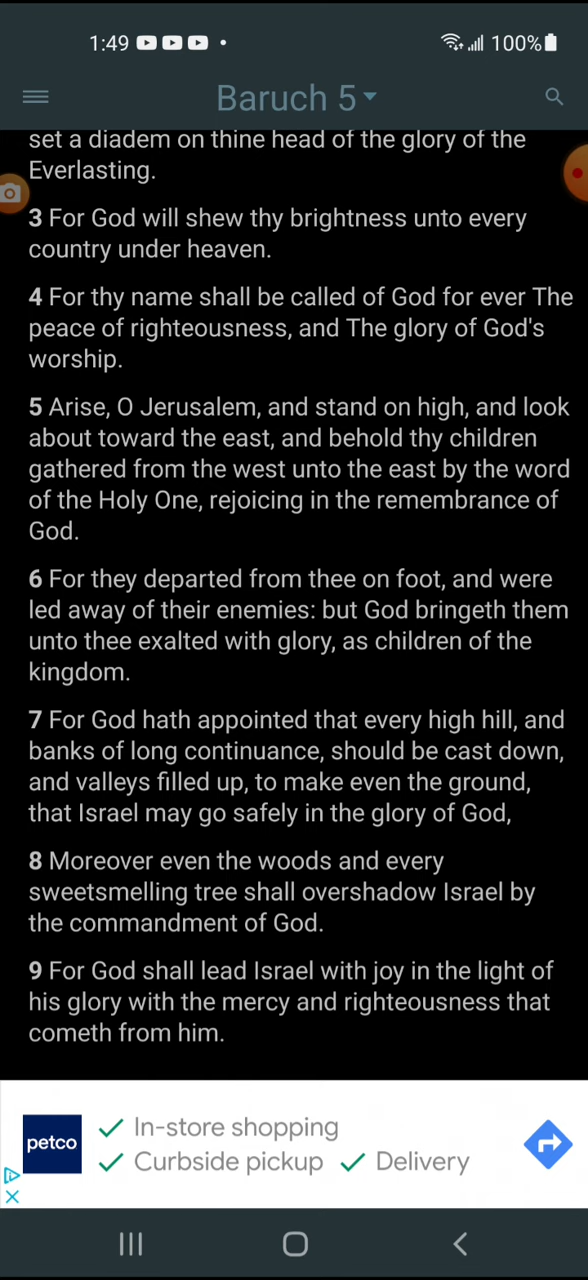 1:49
100%
Baruch 5
set a diadem on thine head of the glory of the
Everlasting.
3 For God will shew thy brightness unto every
country under heaven.
4 For thy name shall be called of God for ever The
peace of righteousness, and The glory of God's
worship.
5 Arise, O Jerusalem, and stand on high, and look
about toward the east, and behold thy children
gathered from the west unto the east by the word
of the Holy One, rejoicing in the remembrance of
God.
6 For they departed from thee on foot, and were
led away of their enemies: but God bringeth them
unto thee exalted with glory, as children of the
kingdom.
7 For God hath appointed that every high hill, and
banks of long continuance, should be cast down,
and valleys filled up, to make even the ground,
that Israel may go safely in the glory of God,
8 Moreover even the woods and every
sweetsmelling tree shall overshadow Israel by
the commandment of God.
9 For God shall lead Israel with joy in the light of
his glory with the mercy and righteousness that
cometh from him.
petco
In-store shopping
Curbside pickup
Delivery